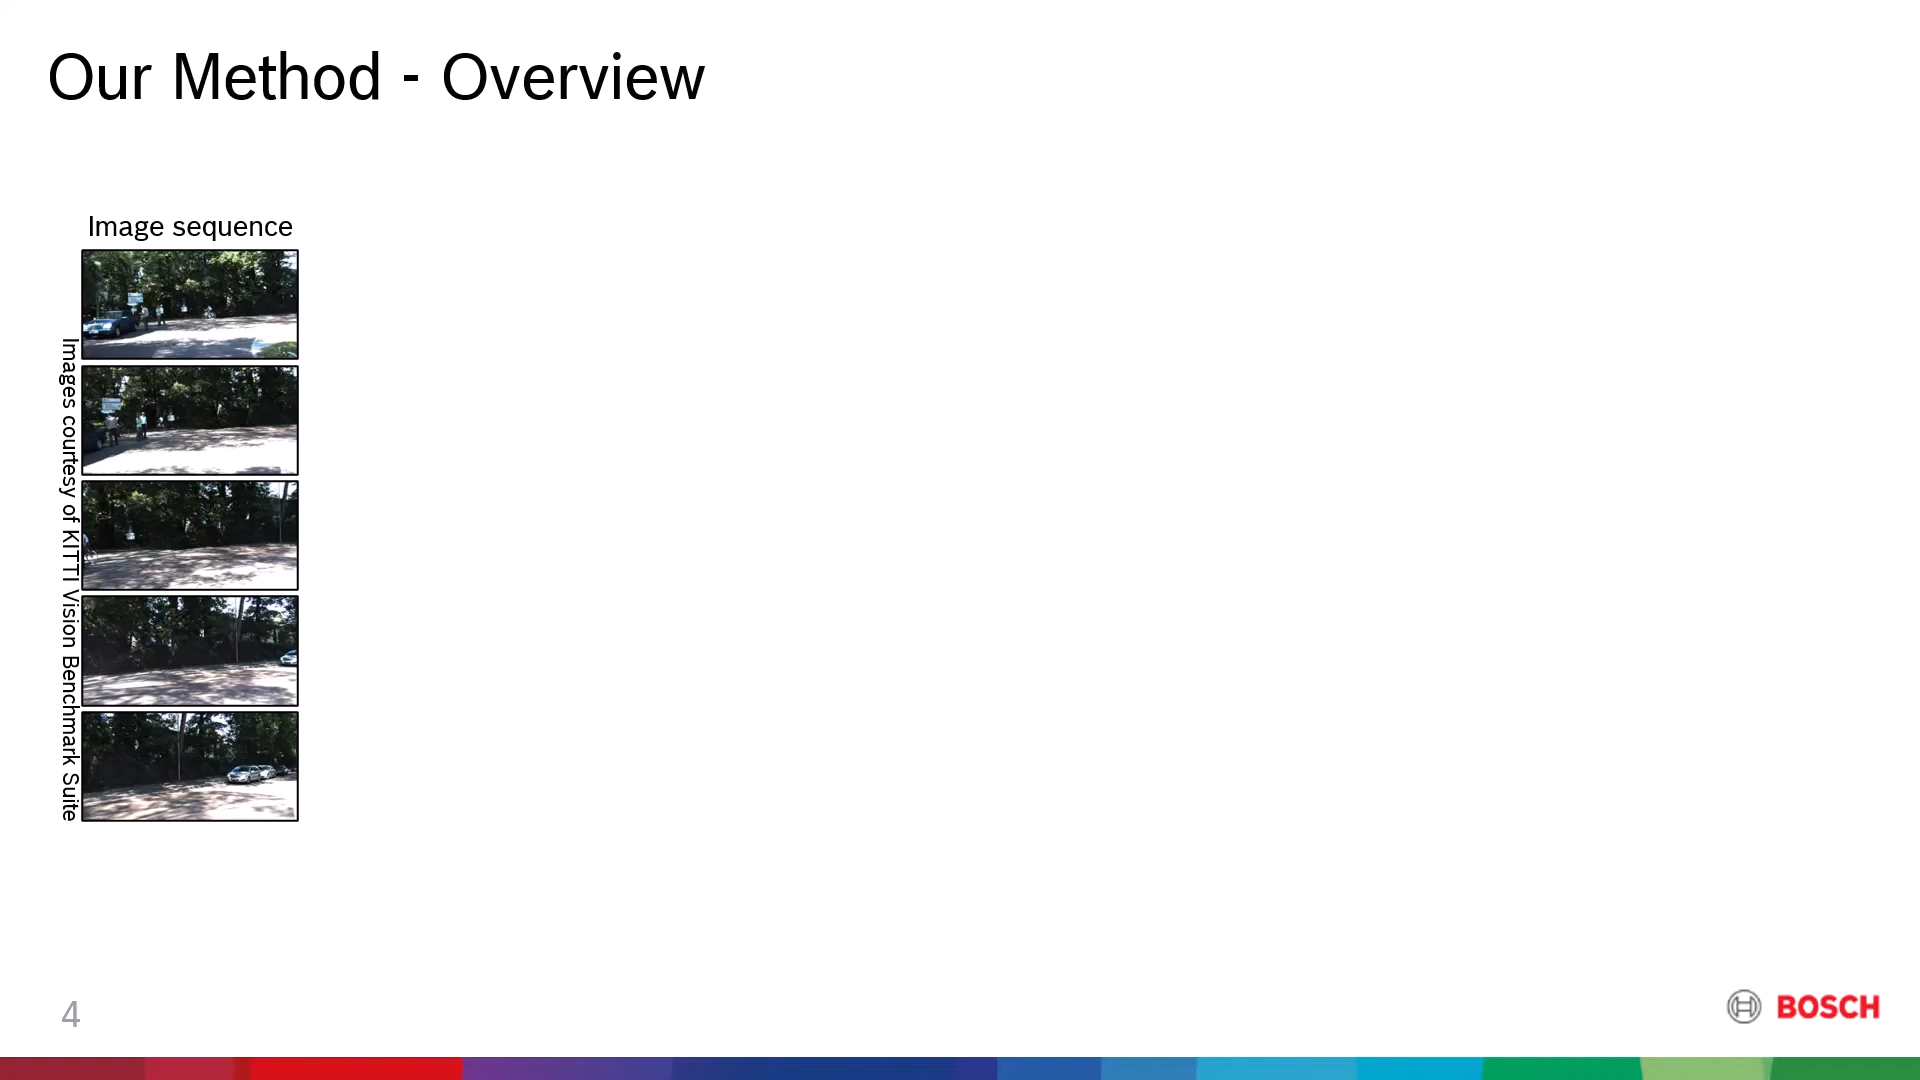 Our Method - Overview
Image sequence
Images courtesy of KITTI Vision Benchmark Suite
4
BOSCH